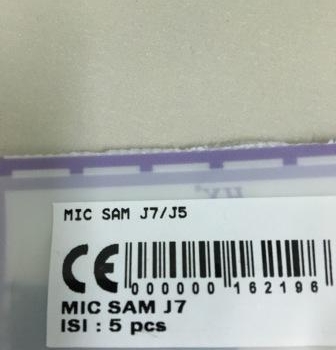 MIC SAM J7/J5
CE
000000 162196
MIC SAM J7
ISI : 5 pcs